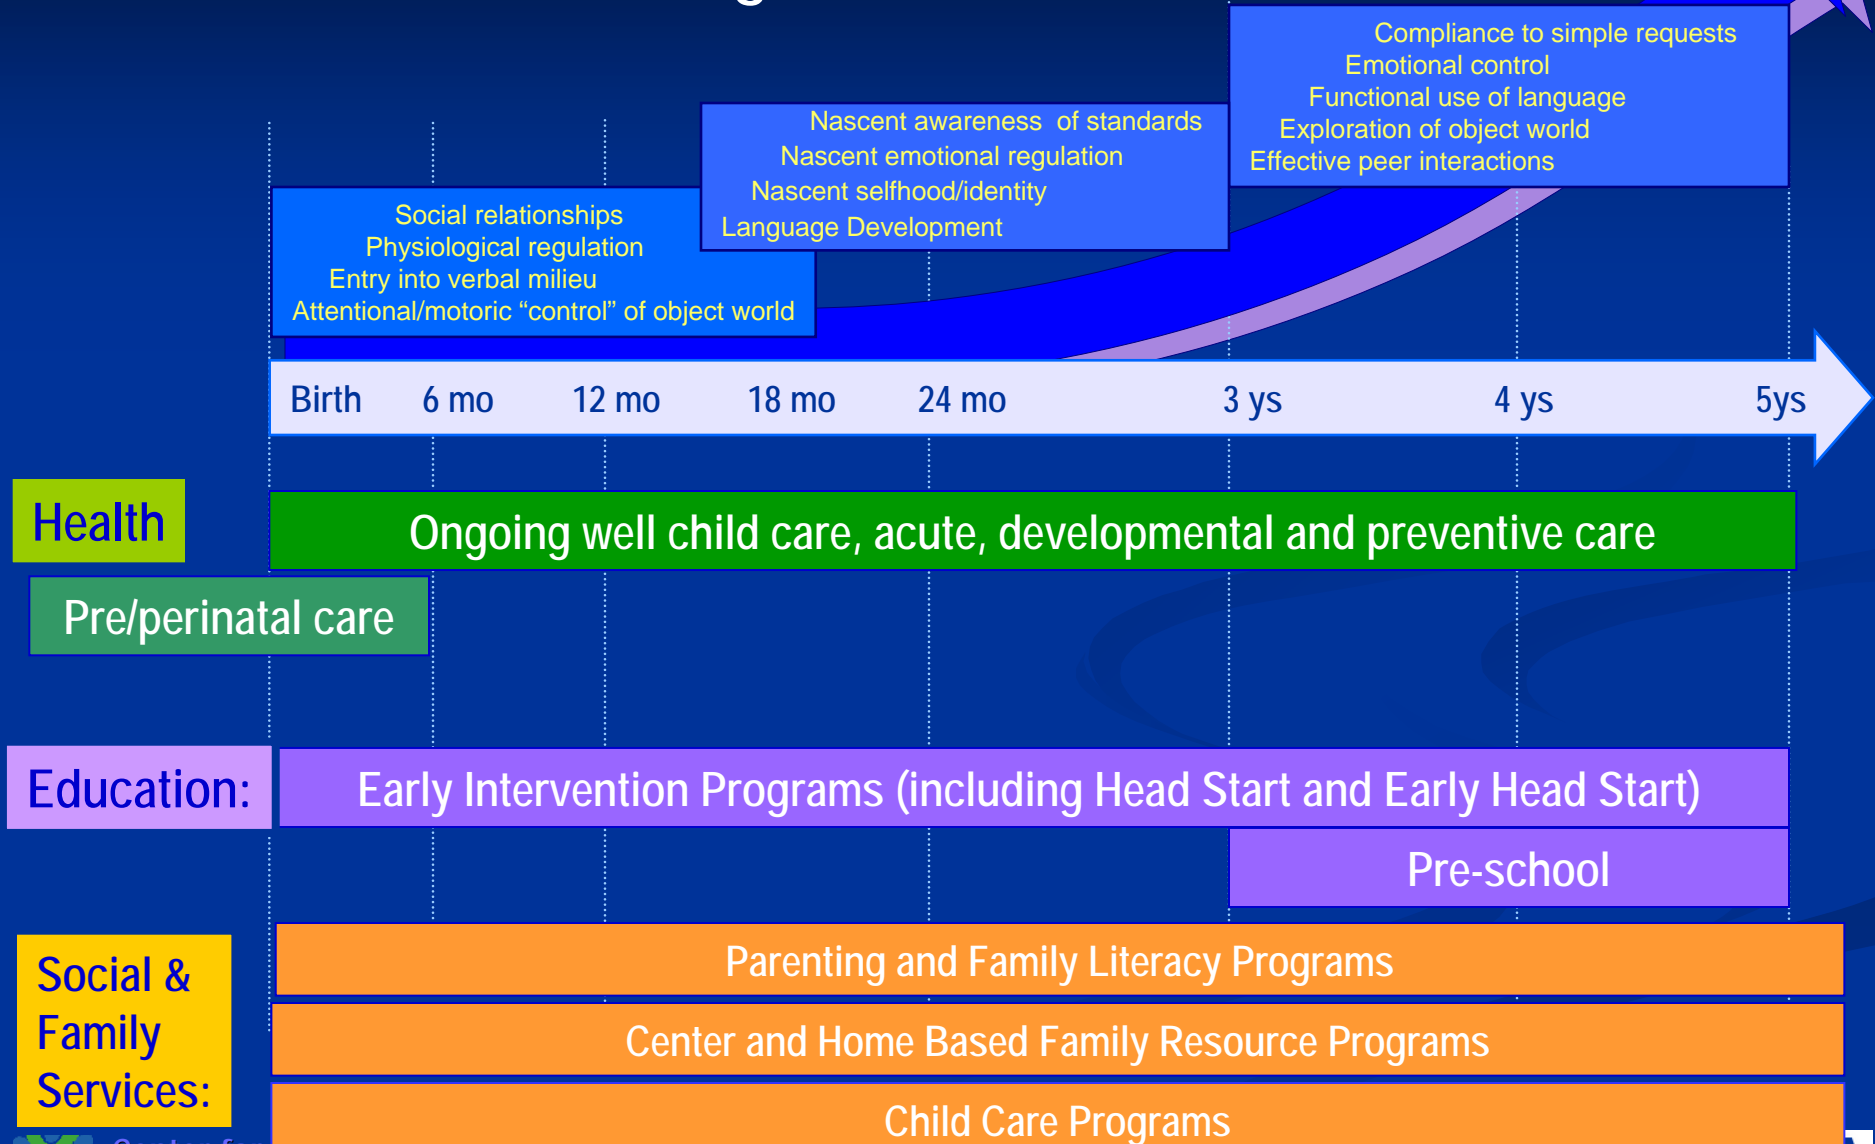 Compliance to simple requests
Emotional control
Functional use of language
Exploration of object world
Effective peer interactions
Nascent awareness of standards
Nascent emotional regulation
Nascent selfhood/identity
Language Development
Social relationships
Physiological regulation
Entry into verbal milieu
Attentional/motoric “control” of object world
Birth 6 mo 12 mo 18 mo 24 mo 3 ys 4 ys 5ys
Health
Ongoing well child care, acute, developmental and preventive care
Pre/perinatal care
Education:
Early Intervention Programs (including Head Start and Early Head Start)
Pre-school
Social &
Family
Services:
Parenting and Family Literacy Programs
Center and Home Based Family Resource Programs
Child Care Programs